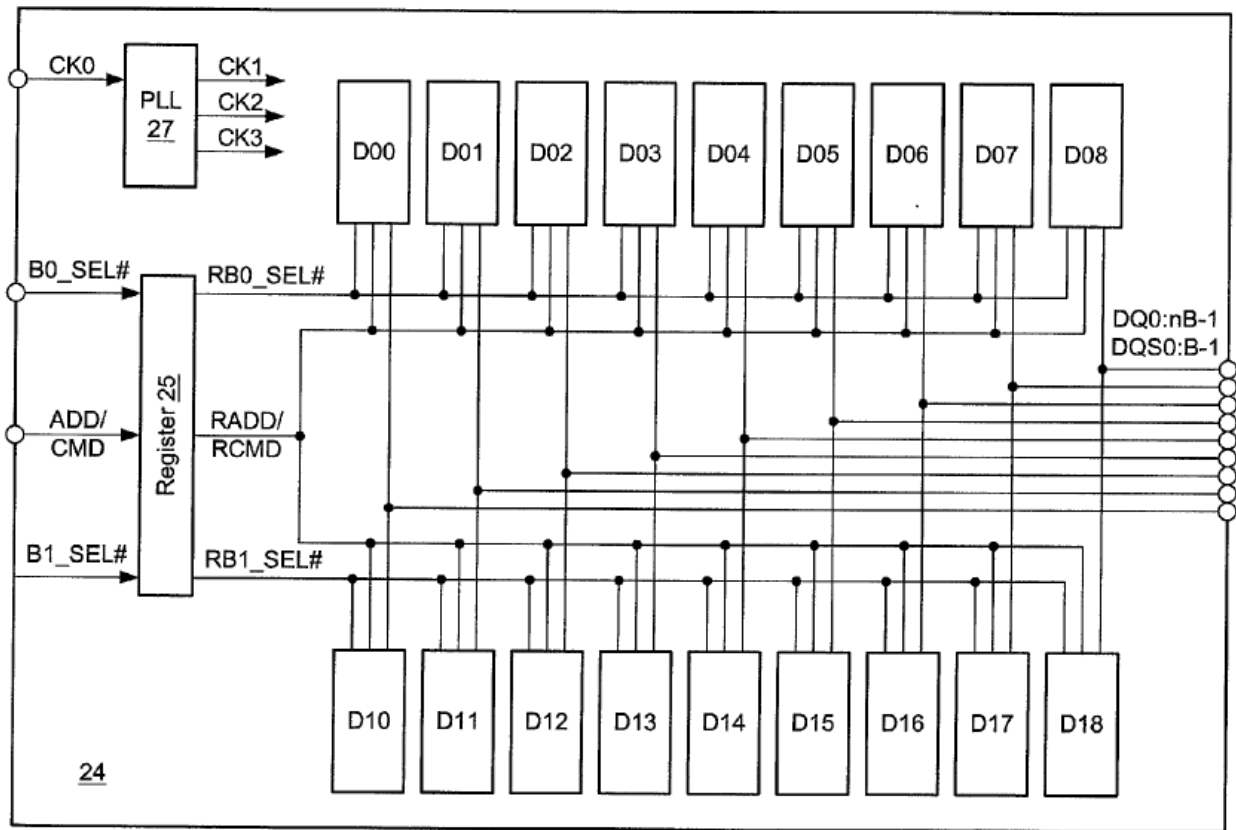 CK0
PLL
27
CK1
CK2
CK3
D00
D01
D02
D03
D04
D05
D06
D07
D08
B0_SEL#
RB0_SEL#
DQ0:nB-1
DQS0:B-1
ADD/
CMD
Register 25
RADD/
RCMD
B1_SEL#
RB1_SEL#
D10
D11
D12
D13
D14
D15
D16
D17
D18
24